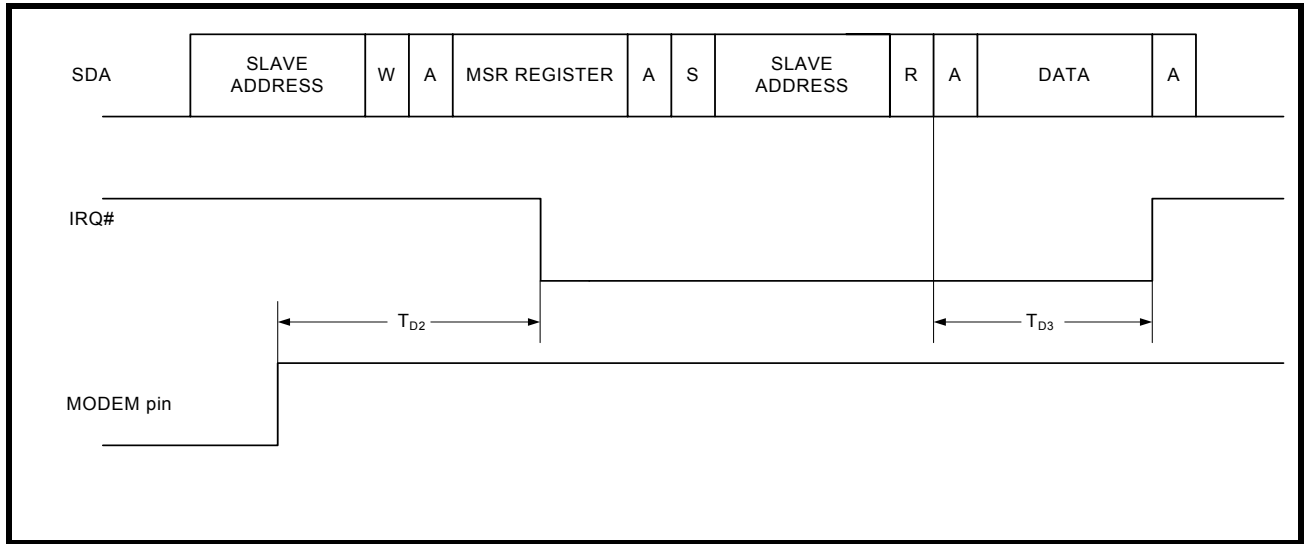 SDA
SLAVE
ADDRESS
W
A
MSR REGISTER
A
S
SLAVE
ADDRESS
R
A
DATA
A
IRQ#
TD2
TD3
MODEM pin